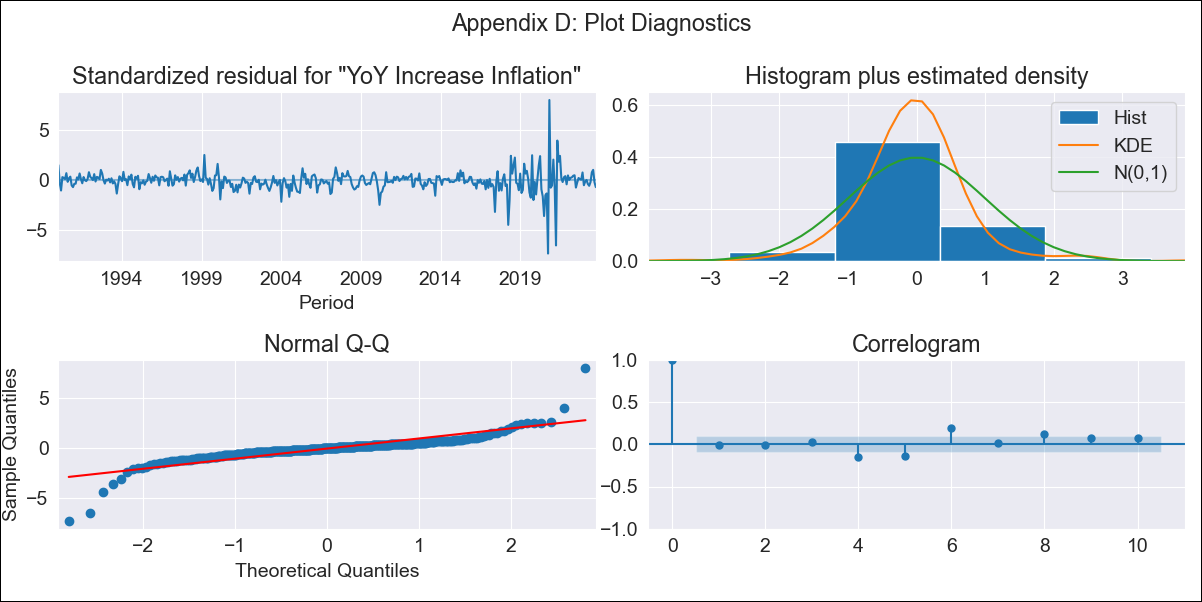 Appendix D: Plot Diagnostics
Standardized residual for "YoY Increase Inflation"
5
0
−5
1994 1999 2004 2009 2014 2019
Period
Histogram plus estimated density
0.6
0.4
0.2
0.0
−3 −2 −1 0 1 2 3
Hist
KDE
N(0,1)
Normal Q-Q
Sample Quantiles
5
0
−5
−2 −1 0 1 2
Theoretical Quantiles
Correlogram
1.0
0.5
0.0
−0.5
−1.0
0 2 4 6 8 10